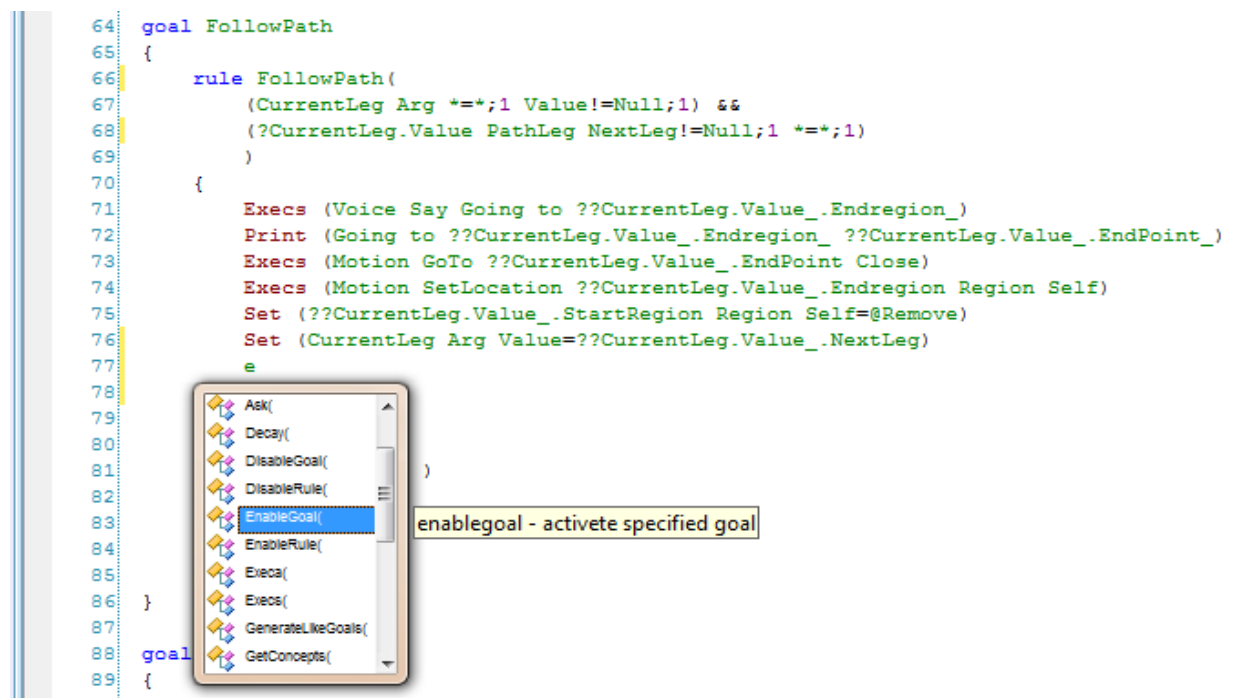 64 goal FollowPath
65 {
66 rule FollowPath(
67 (CurrentLeg Arg *=*;1 Value!=Null;1) &&
68 (?CurrentLeg.Value PathLeg NextLeg!=Null;1 *=*;1)
69 )
70 {
71 Execs (Voice Say Going to ??CurrentLeg.Value_.Endregion_)
72 Print (Going to ??CurrentLeg.Value_.Endregion_ ??CurrentLeg.Value_.EndPoint_)
73 Execs (Motion GoTo ??CurrentLeg.Value_.EndPoint Close)
74 Execs (Motion SetLocation ??CurrentLeg.Value_.Endregion Region Self)
75 Set (??CurrentLeg.Value_.StartRegion Region Self=@Remove)
76 Set (CurrentLeg Arg Value=??CurrentLeg.Value_.NextLeg)
77 e
78
Ask(
79
Decay(
80
DisableGoal(
81 )
DisableRule(
82
83
EnableGoal(
enablegoal - activete specified goal
84
EnableRule(
85
Execa(
86 }
Execs(
87
GenerateLikeGoals(
88 goal
GetConcepts(
89 {